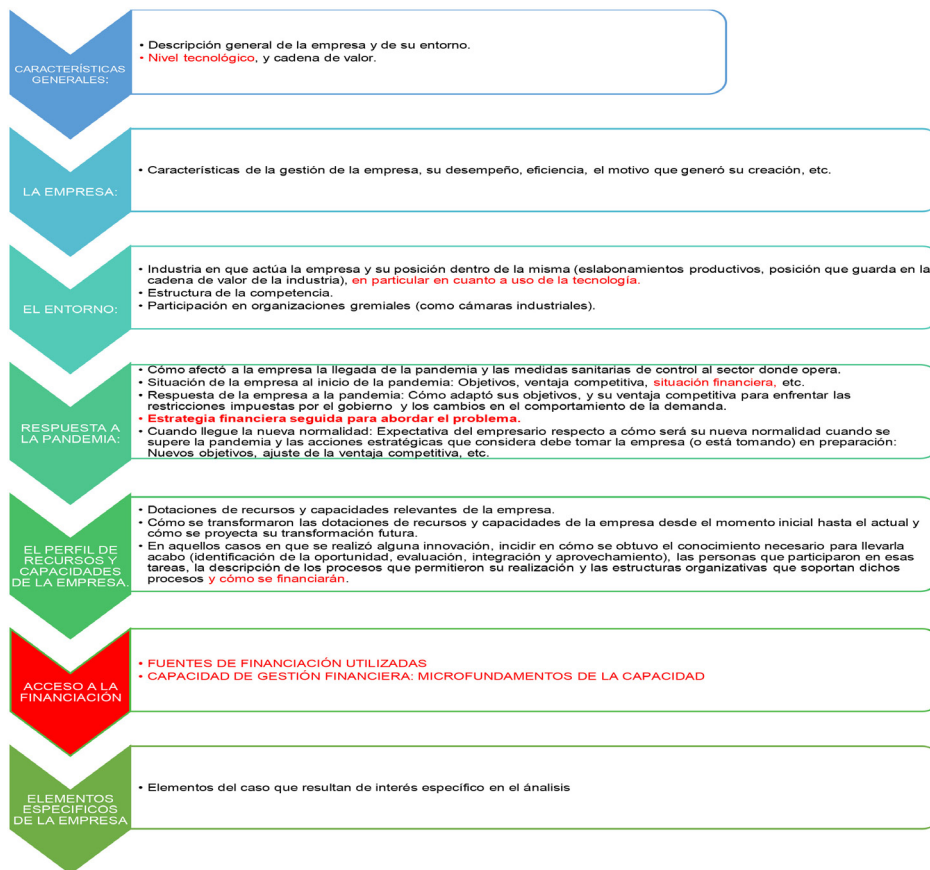 CARACTERÍSTICAS
GENERALES:
• Descripción general de la empresa y de su entorno.
• Nivel tecnológico, y cadena de valor.
LA EMPRESA:
• Características de la gestión de la empresa, su desempeño, eficiencia, el motivo que generó su creación, etc.
EL ENTORNO:
• Industria en que actúa la empresa y su posición dentro de la misma (eslabonamientos productivos, posición que guarda en la
cadena de valor de la industria), en particular en cuanto a uso de la tecnología.
• Estructura de la competencia.
• Participación en organizaciones gremiales (como cámaras industriales).
RESPUESTA A
LA PANDEMIA:
• Cómo afectó a la empresa la llegada de la pandemia y las medidas sanitarias de control al sector donde opera.
• Situación de la empresa al inicio de la pandemia: Objetivos, ventaja competitiva, situación financiera, etc.
• Respuesta de la empresa a la pandemia: Cómo adaptó sus objetivos, y su ventaja competitiva para enfrentar las
restricciones impuestas por el gobierno y los cambios en el comportamiento de la demanda.
• Estrategia financiera seguida para abordar el problema.
• Cuando llegue la nueva normalidad: Expectativa del empresario respecto a cómo será su nueva normalidad cuando se
supere la pandemia y las acciones estratégicas que considera debe tomar la empresa (o está tomando) en preparación:
Nuevos objetivos, ajuste de la ventaja competitiva, etc.
EL PERFIL DE
RECURSOS Y
CAPACIDADES
DE LA EMPRESA.
• Dotaciones de recursos y capacidades relevantes de la empresa.
• Cómo se transformaron las dotaciones de recursos y capacidades de la empresa desde el momento inicial hasta el actual y
cómo se proyecta su transformación futura.
• En aquellos casos en que se realizó alguna innovación, incidir en cómo se obtuvo el conocimiento necesario para llevarla
acabo (identificación de la oportunidad, evaluación, integración y aprovechamiento), las personas que participaron en esas
tareas, la descripción de los procesos que permitieron su realización y las estructuras organizativas que soportan dichos
procesos y cómo se financiarán.
ACCESO A LA
FINANCIACIÓN
• FUENTES DE FINANCIACIÓN UTILIZADAS
• CAPACIDAD DE GESTIÓN FINANCIERA: MICROFUNDAMENTOS DE LA CAPACIDAD
ELEMENTOS
ESPECIFICOS
DE LA EMPRESA
• Elementos del caso que resultan de interés específico en el ánalisis